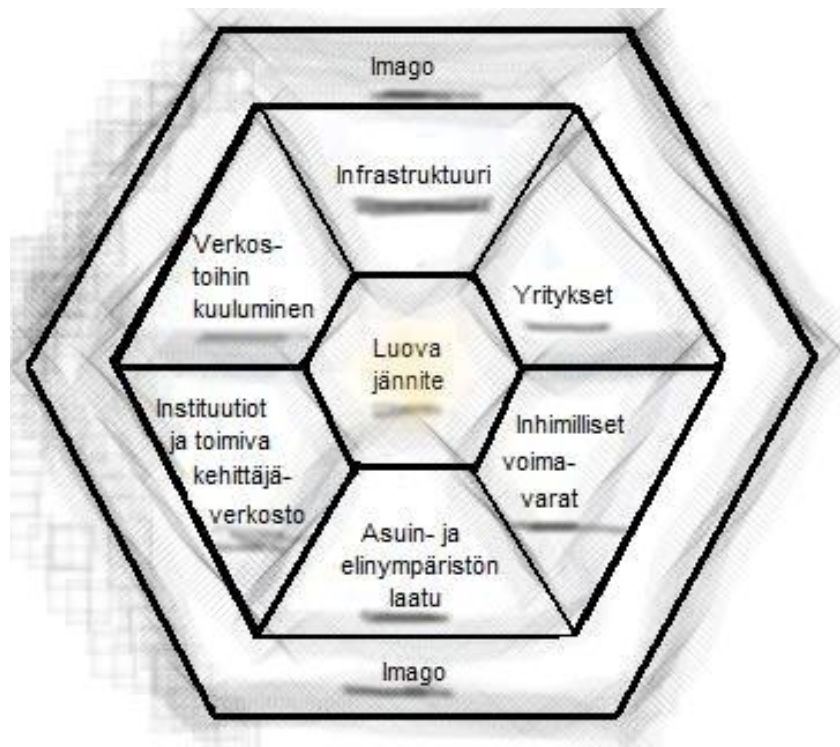 Imago
Infrastruktuuri
Verkos-
toihin
kuuluminen
Yritykset
Luova
jännite
Instituutiot
ja toimiva
kehittäjä-
verkosto
Inhimilliset
voima-
varat
Asuin- ja
elinympäristön
laatu
Imago